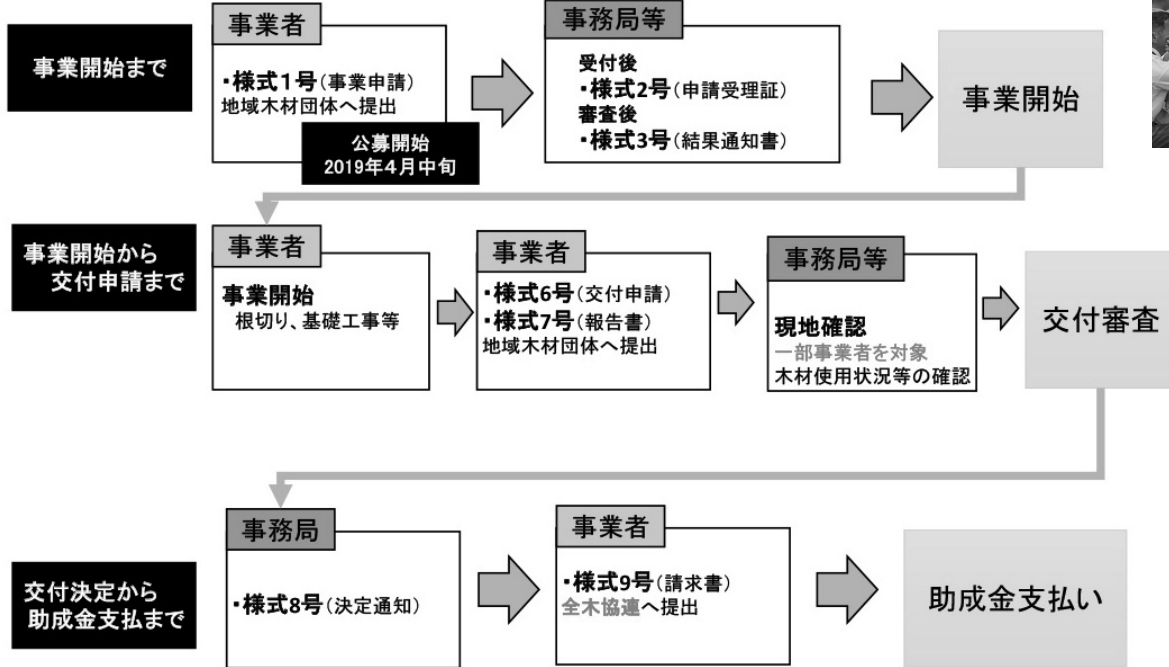 事業開始まで
事業者
・様式1号(事業申請)
地域木材団体へ提出
公募開始
2019年4月中旬
事務局等
受付後
・様式2号(申請受理証)
審査後
・様式3号(結果通知書)
事業開始
事業開始から
交付申請まで
事業者
事業開始
根切り、基礎工事等
事業者
・様式6号(交付申請)
・様式7号(報告書)
地域木材団体へ提出
事務局等
現地確認
一部事業者を対象
木材使用状況等の確認
交付審査
交付決定から
助成金支払まで
事務局
・様式8号(決定通知)
事業者
・様式9号(請求書)
全木協連へ提出
助成金支払い